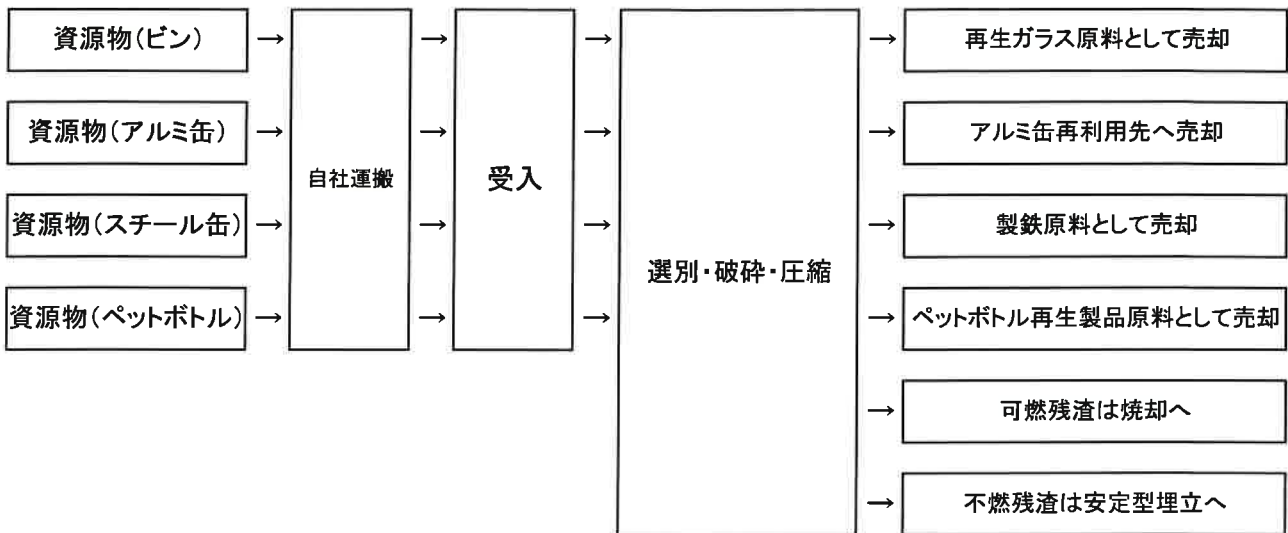 資源物(ビン)
→
→
→
→
再生ガラス原料として売却
資源物(アルミ缶)
→
→
→
→
アルミ缶再利用先へ売却
自社運搬
受入
資源物(スチール缶)
→
→
→
→
製鉄原料として売却
選別・破砕・圧縮
資源物(ペットボトル)
→
→
→
→
ペットボトル再生製品原料として売却
→
可燃残渣は焼却へ
→
不燃残渣は安定型埋立へ